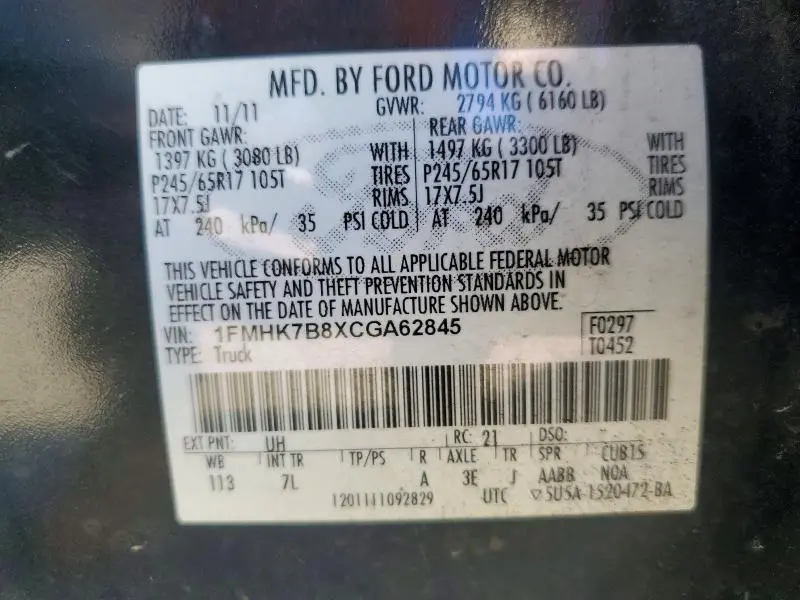 MFD. BY FORD MOTOR CO.
DATE: 11/11 GVWR: 2794 KG ( 6160 LB)
FRONT GAWR: REAR GAWR:
1397 KG ( 3080 LB) WITH 1497 KG ( 3300 LB) WITH
P245/65R17 105T TIRES P245/65R17 105T TIRES
17X7.5J RIMS 17X7.5J RIMS
AT 240 kPa/ 35 PSI COLD AT 240 kPa/ 35 PSI COLD
THIS VEHICLE CONFORMS TO ALL APPLICABLE FEDERAL MOTOR
VEHICLE SAFETY AND THEFT PREVENTION STANDARDS IN
EFFECT ON THE DATE OF MANUFACTURE SHOWN ABOVE.
VIN: 1FMHK7B8XCGA62845 F0297
TYPE: Truck T0452
EXT PNT: UH RC: 21 DSO:
WB INT TR TP/PS R AXLE TR SPR CUB1S
113 7L A 3E J AABB NOA
1201111092829 UTC ▽5U5A-1520472-BA